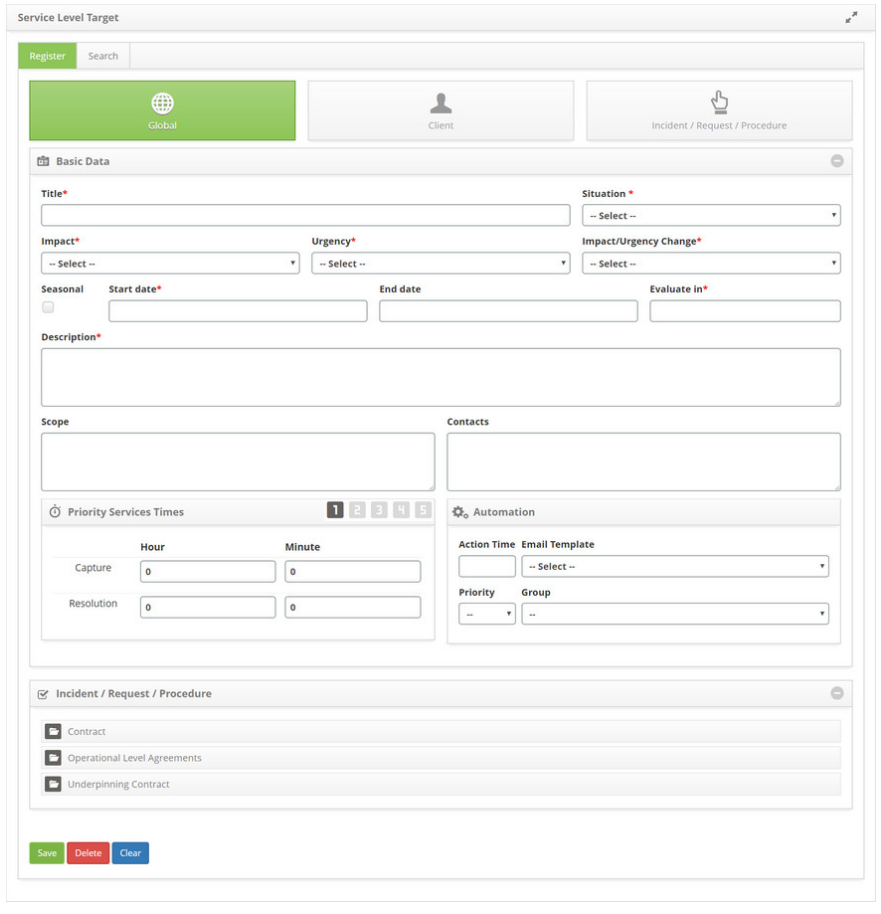 Service Level Target
Register Search
Global Client Incident / Request / Procedure
Basic Data
Title* Situation *
-- Select --
Impact* Urgency* Impact/Urgency Change*
-- Select -- -- Select -- -- Select --
Seasonal Start date* End date Evaluate in*
Description*
Scope Contacts
Priority Services Times 1 2 3 4 5 Automation
Hour Minute Action Time Email Template
Capture 0 0 -- Select --
Priority Group
Resolution 0 0 -- --
Incident / Request / Procedure
Contract
Operational Level Agreements
Underpinning Contract
Save Delete Clear